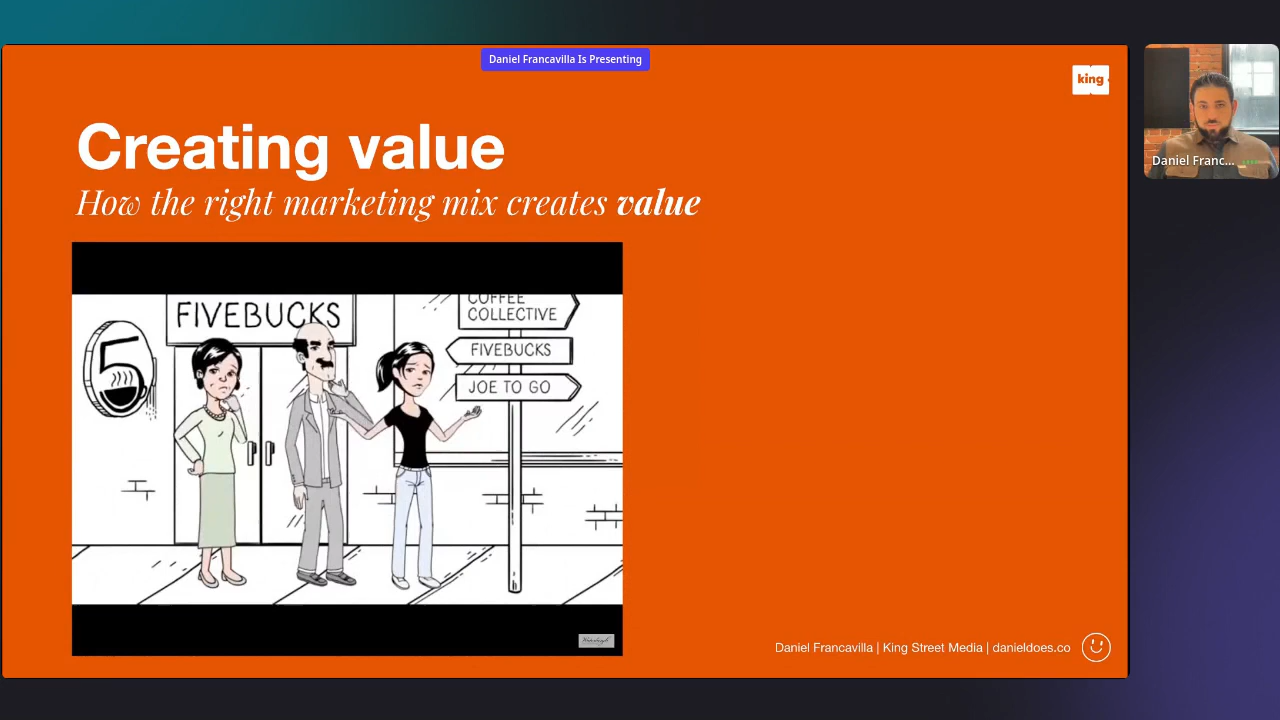 Daniel Francavilla Is Presenting
king
Creating value
How the right marketing mix creates value
Daniel Franc...
FIVEBUCKS
5
COFFEE
COLLECTIVE
FIVEBUCKS
JOE TO GO
Daniel Francavilla | King Street Media | danieldoes.co